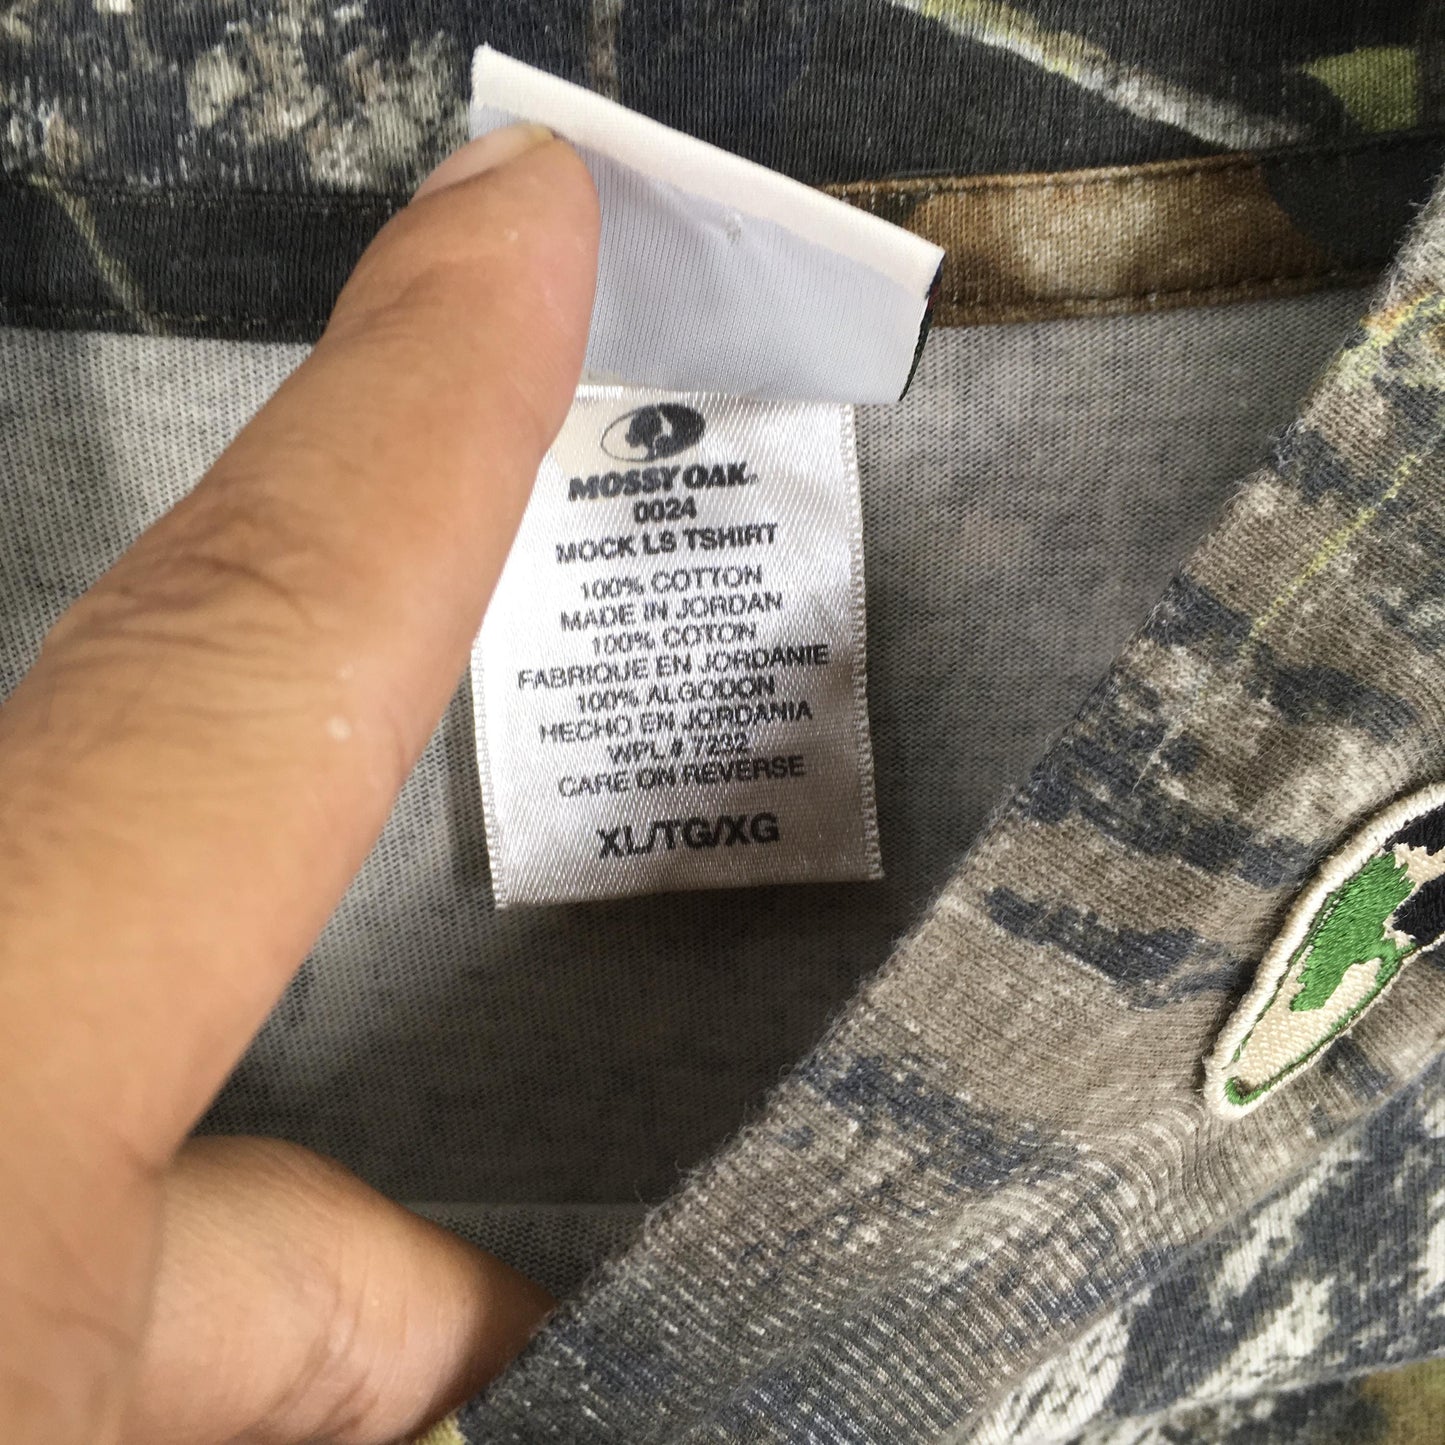 MOSSY OAK.
0024
MOCK LS TSHIRT
100% COTTON
MADE IN JORDAN
100% COTON
FABRIQUE EN JORDANIE
100% ALGODON
HECHO EN JORDANIA
WPL # 7232
CARE ON REVERSE
XL/TG/XG